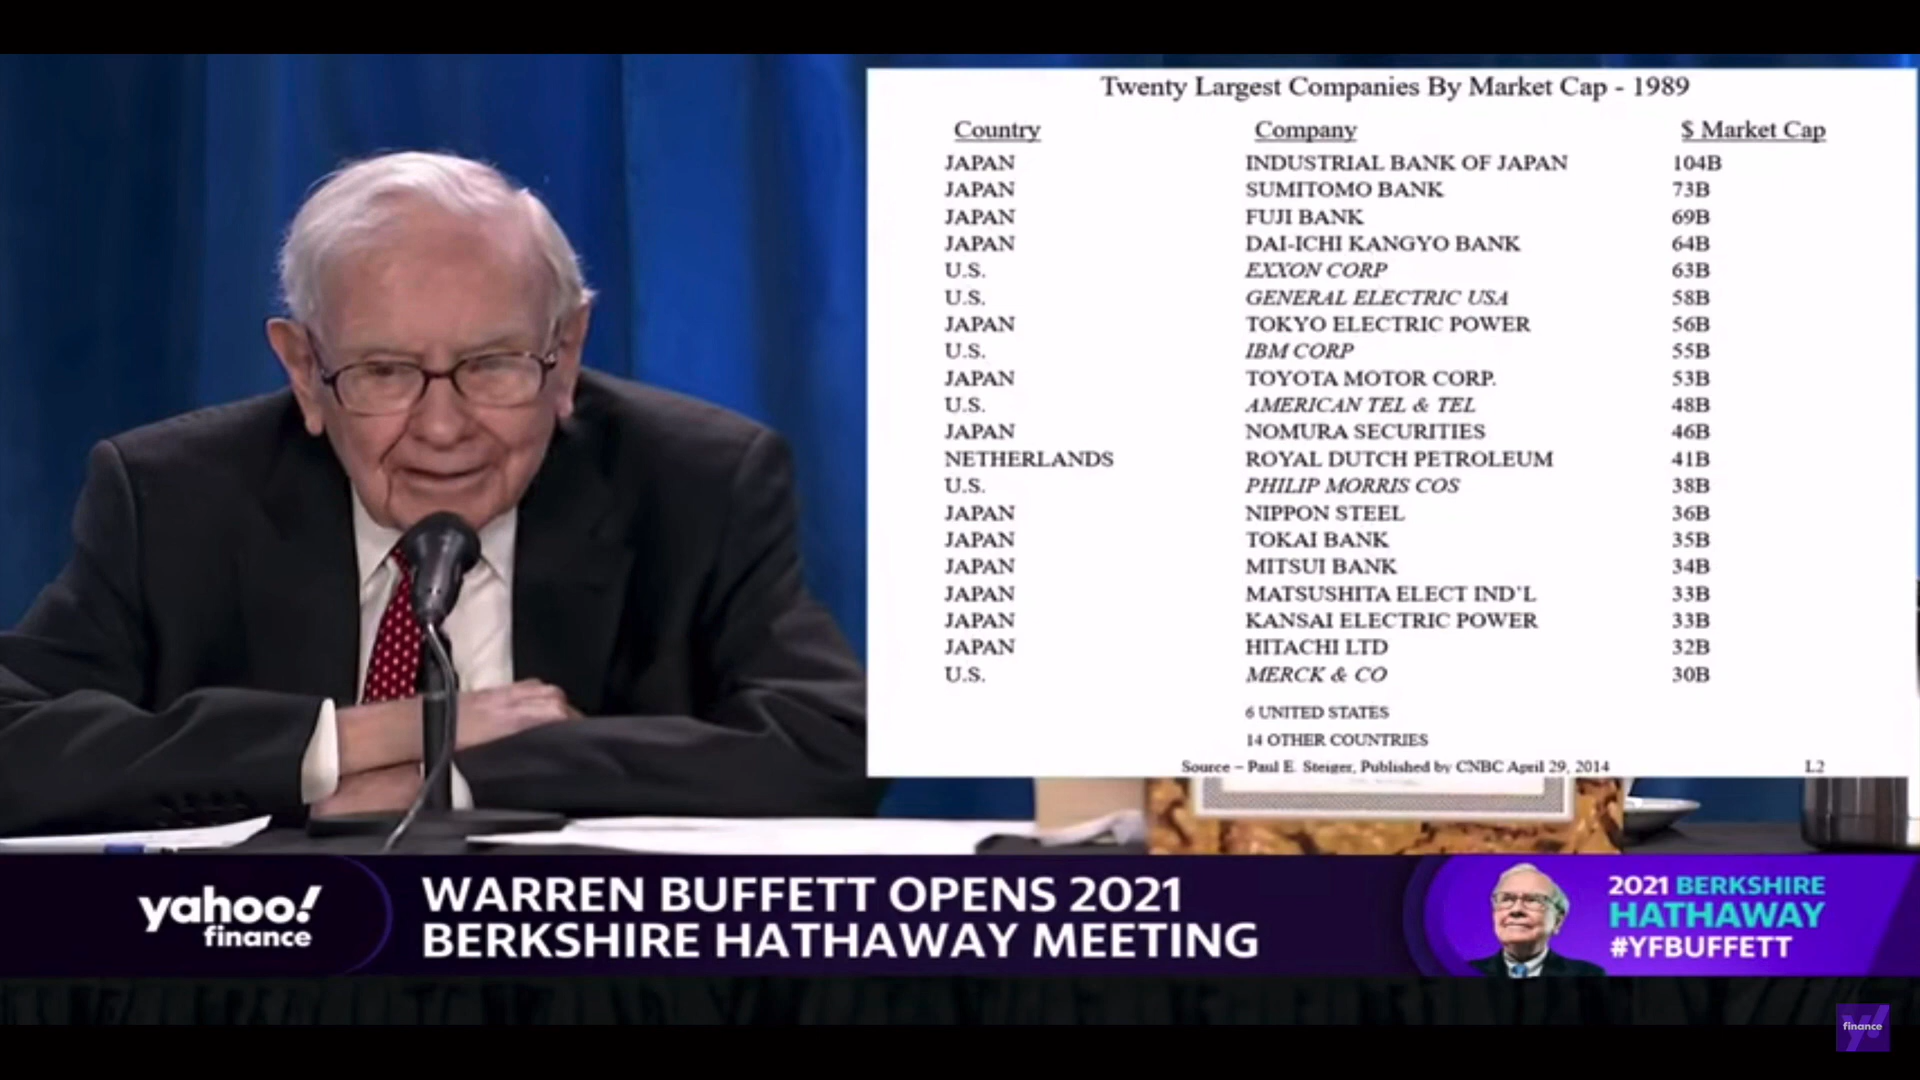 Twenty Largest Companies By Market Cap - 1989
Country Company $ Market Cap
JAPAN INDUSTRIAL BANK OF JAPAN 104B
JAPAN SUMITOMO BANK 73B
JAPAN FUJI BANK 69B
JAPAN DAI-ICHI KANGYO BANK 64B
U.S. EXXON CORP 63B
U.S. GENERAL ELECTRIC USA 58B
JAPAN TOKYO ELECTRIC POWER 56B
U.S. IBM CORP 55B
JAPAN TOYOTA MOTOR CORP. 53B
U.S. AMERICAN TEL & TEL 48B
JAPAN NOMURA SECURITIES 46B
NETHERLANDS ROYAL DUTCH PETROLEUM 41B
U.S. PHILIP MORRIS COS 38B
JAPAN NIPPON STEEL 36B
JAPAN TOKAI BANK 35B
JAPAN MITSUI BANK 34B
JAPAN MATSUSHITA ELECT IND'L 33B
JAPAN KANSAI ELECTRIC POWER 33B
JAPAN HITACHI LTD 32B
U.S. MERCK & CO 30B
6 UNITED STATES
14 OTHER COUNTRIES
Source – Paul E. Steiger, Published by CNBC April 29, 2014 L2
yahoo!
finance
WARREN BUFFETT OPENS 2021
BERKSHIRE HATHAWAY MEETING
2021 BERKSHIRE
HATHAWAY
#YFBUFFETT
y!
finance